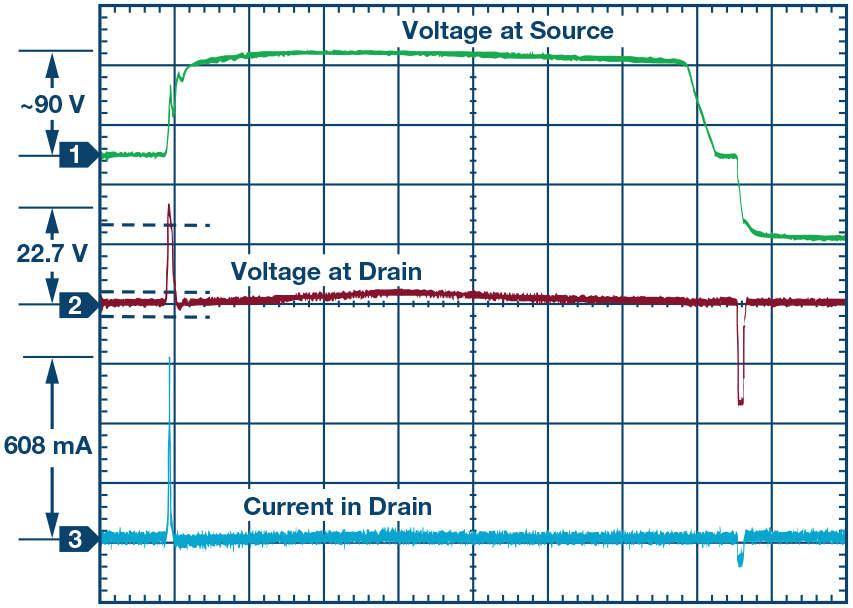 Voltage at Source
~90 V
1
22.7 V
Voltage at Drain
2
608 mA
Current in Drain
3